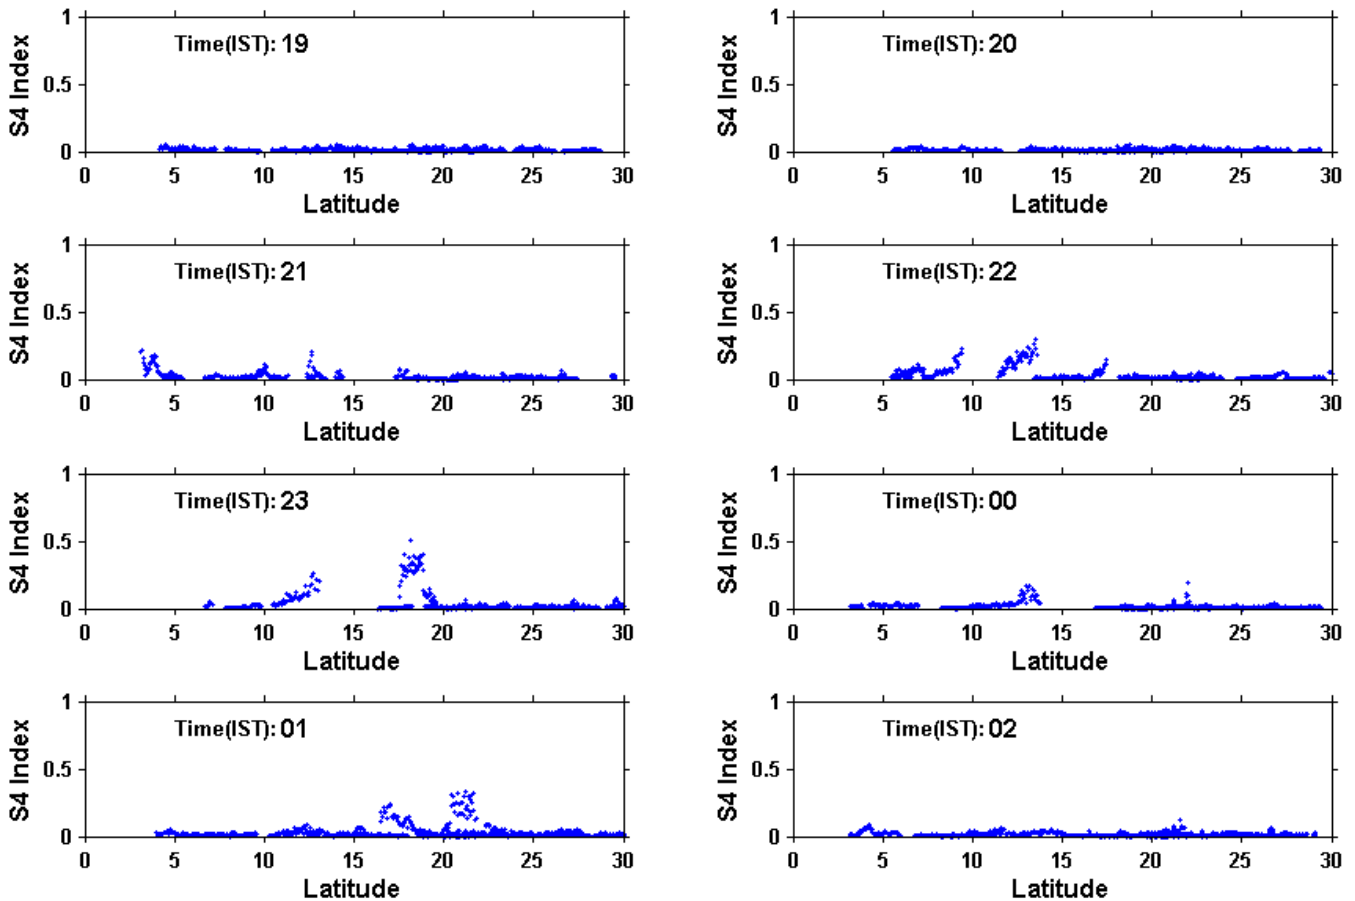 1
Time(IST): 19
0.5
S4 Index
0
0 5 10 15 20 25 30
Latitude
1
Time(IST): 20
0.5
S4 Index
0
0 5 10 15 20 25 30
Latitude
1
Time(IST): 21
0.5
S4 Index
0
0 5 10 15 20 25 30
Latitude
1
Time(IST): 22
0.5
S4 Index
0
0 5 10 15 20 25 30
Latitude
1
Time(IST): 23
0.5
S4 Index
0
0 5 10 15 20 25 30
Latitude
1
Time(IST): 00
0.5
S4 Index
0
0 5 10 15 20 25 30
Latitude
1
Time(IST): 01
0.5
S4 Index
0
0 5 10 15 20 25 30
Latitude
1
Time(IST): 02
0.5
S4 Index
0
0 5 10 15 20 25 30
Latitude